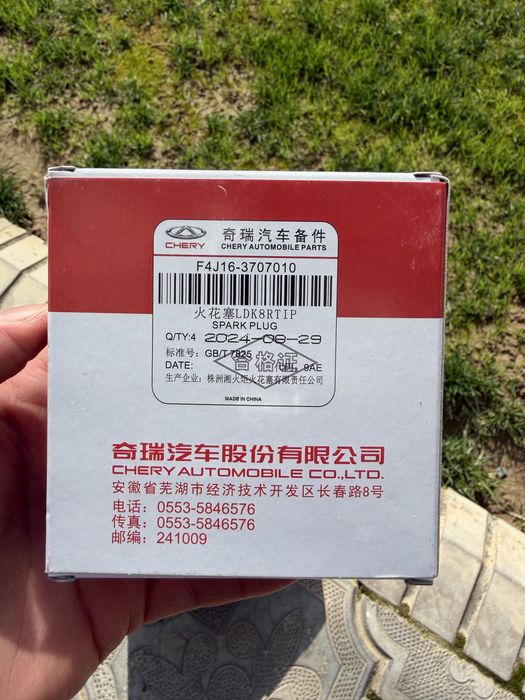 CHERY
奇瑞汽车备件
CHERY AUTOMOBILE PARTS
F4J16-3707010
火花塞LDK8RTIP
SPARK PLUG
Q/TY:4 2024-08-29
标准号: GB/T 7825
合格证
DATE: 代码: 9AE
生产企业: 株洲湘火炬火花塞有限责任公司
MADE IN CHINA
奇瑞汽车股份有限公司
CHERY AUTOMOBILE CO.,LTD.
安徽省芜湖市经济技术开发区长春路8号
电话: 0553-5846576
传真: 0553-5846576
邮编: 241009